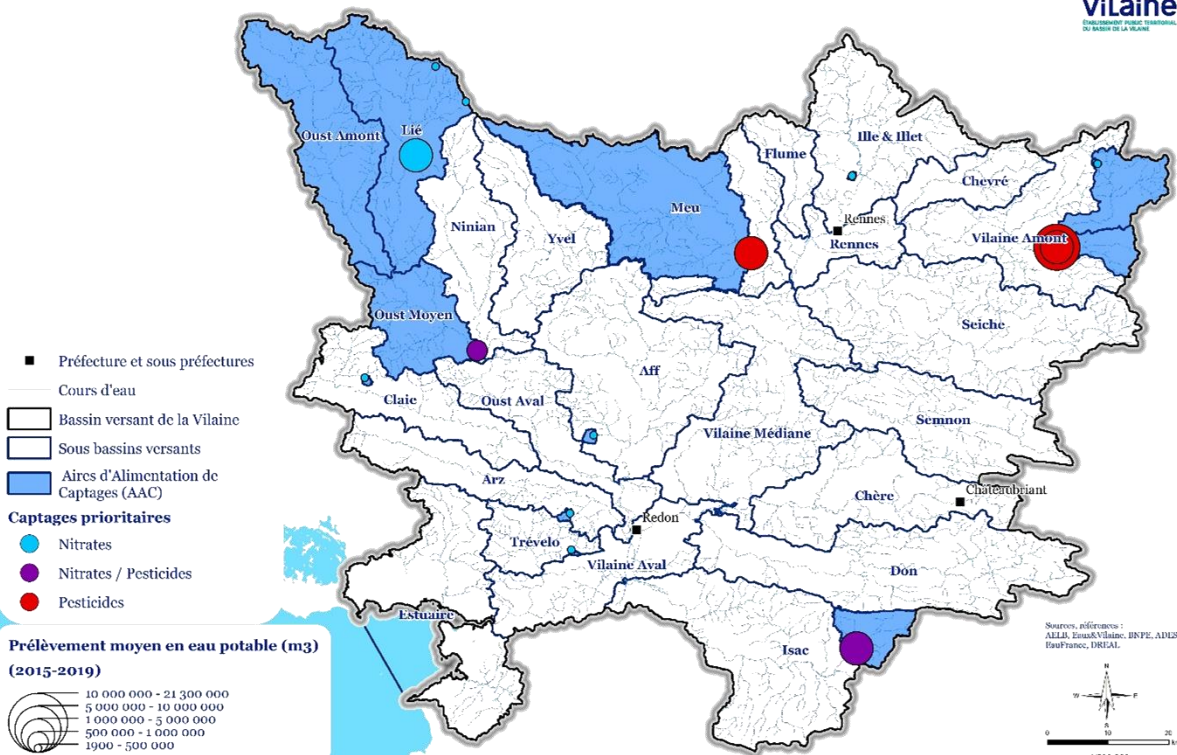 Vilaine
ÉTABLISSEMENT PUBLIC TERRITORIAL
DU BASSIN DE LA VILAINE
Oust Amont
Lié
Ille & Illet
Flume
Chevré
Meu
Ninian
Yvel
Rennes
Rennes
Vilaine Amont
Oust Moyen
Seiche
Aff
Claie
Oust Aval
Semnon
Vilaine Médiane
Arz
Chère
Châteaubriant
Redon
Trévelo
Vilaine Aval
Don
Estuaire
Isac
Préfecture et sous préfectures
Cours d'eau
Bassin versant de la Vilaine
Sous bassins versants
Aires d'Alimentation de
Captages (AAC)
Captages prioritaires
Nitrates
Nitrates / Pesticides
Pesticides
Prélèvement moyen en eau potable (m3)
(2015-2019)
10 000 000 - 21 300 000
5 000 000 - 10 000 000
1 000 000 - 5 000 000
500 000 - 1 000 000
1900 - 500 000
Sources, références :
AELB, Eaux&Vilaine, BNPE, ADES
EauFrance, DREAL.
N
W
E
S
0 10 20